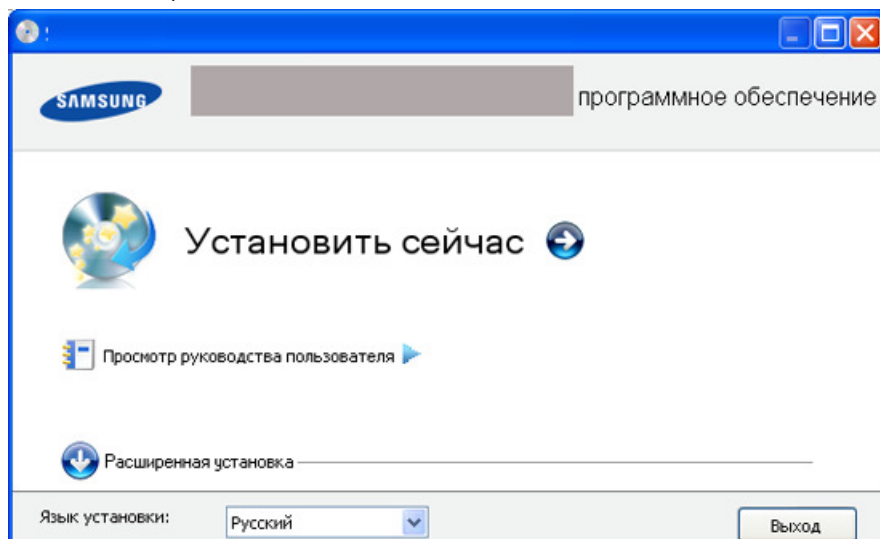 SAMSUNG
программное обеспечение
Установить сейчас
Просмотр руководства пользователя
Расширенная установка
Язык установки:
Русский
Выход